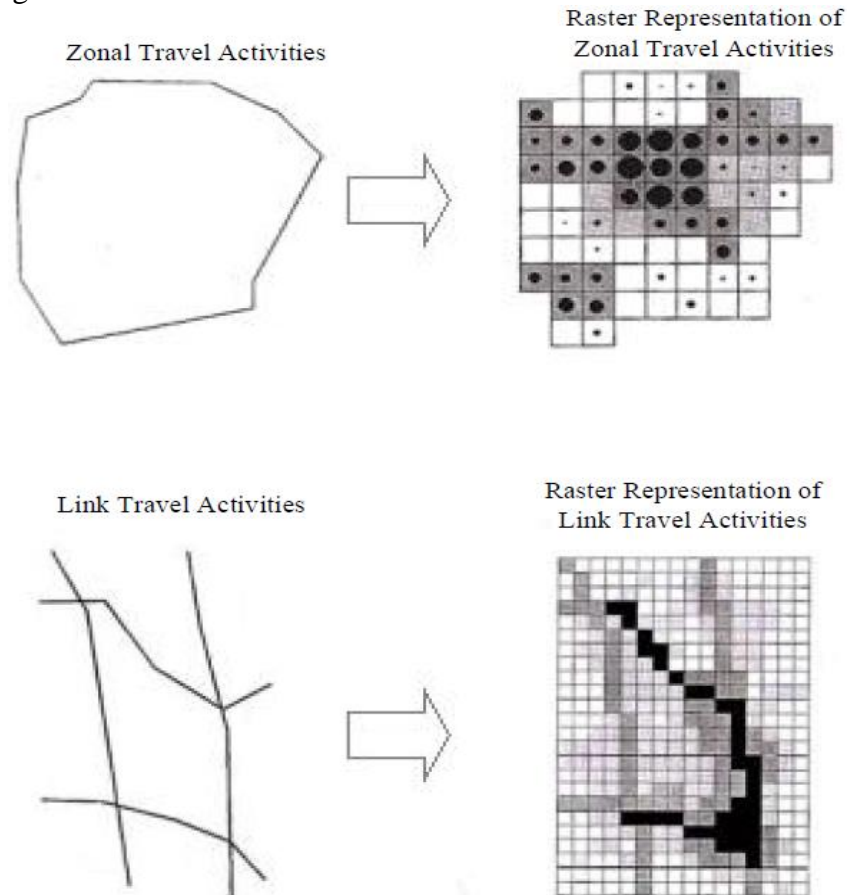 Raster Representation of
Zonal Travel Activities
Zonal Travel Activities
Link Travel Activities
Raster Representation of
Link Travel Activities